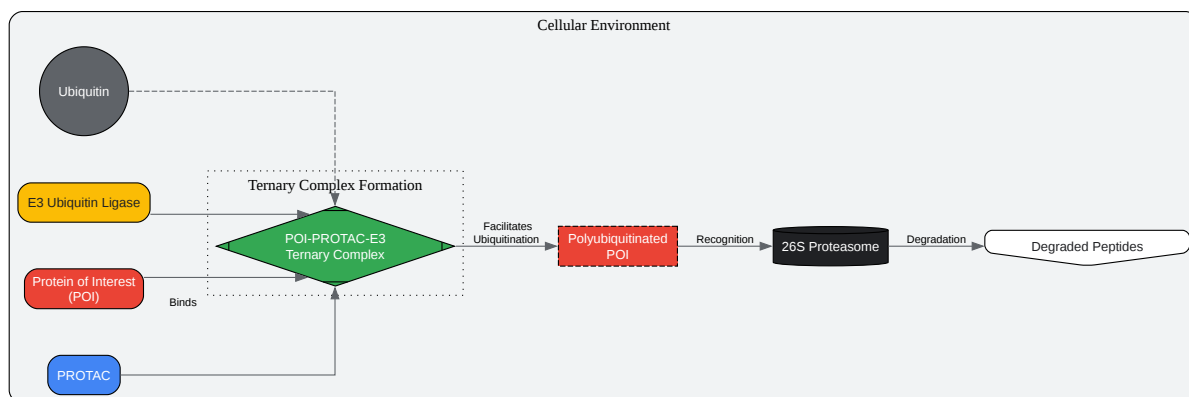 Cellular Environment
Ubiquitin
E3 Ubiquitin Ligase
Ternary Complex Formation
POI-PROTAC-E3
Ternary Complex
Protein of Interest
(POI)
Binds
PROTAC
Facilitates
Ubiquitination
Polyubiquitinated
POI
Recognition
26S Proteasome
Degradation
Degraded Peptides